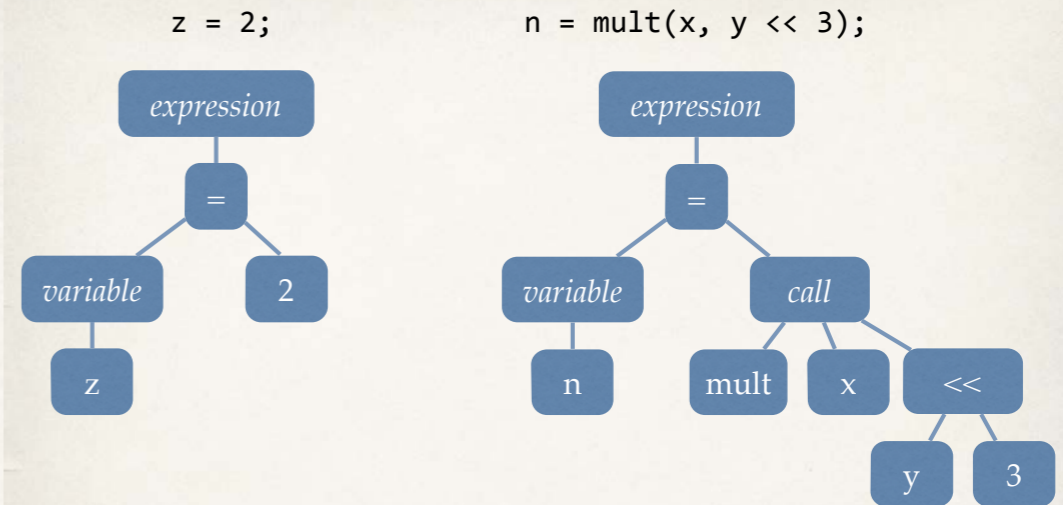 z = 2;
n = mult(x, y << 3);
expression
expression
=
=
variable
2
variable
call
z
n
mult
x
<<
y
3